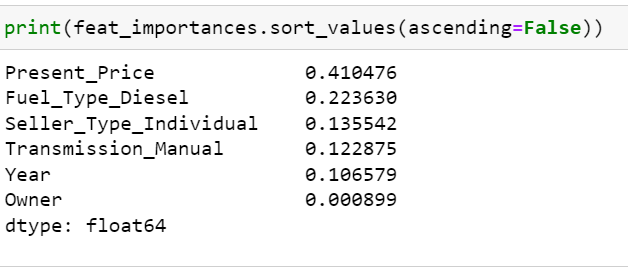 print(feat_importances.sort_values(ascending=False))
Present_Price 0.410476
Fuel_Type_Diesel 0.223630
Seller_Type_Individual 0.135542
Transmission_Manual 0.122875
Year 0.106579
Owner 0.000899
dtype: float64